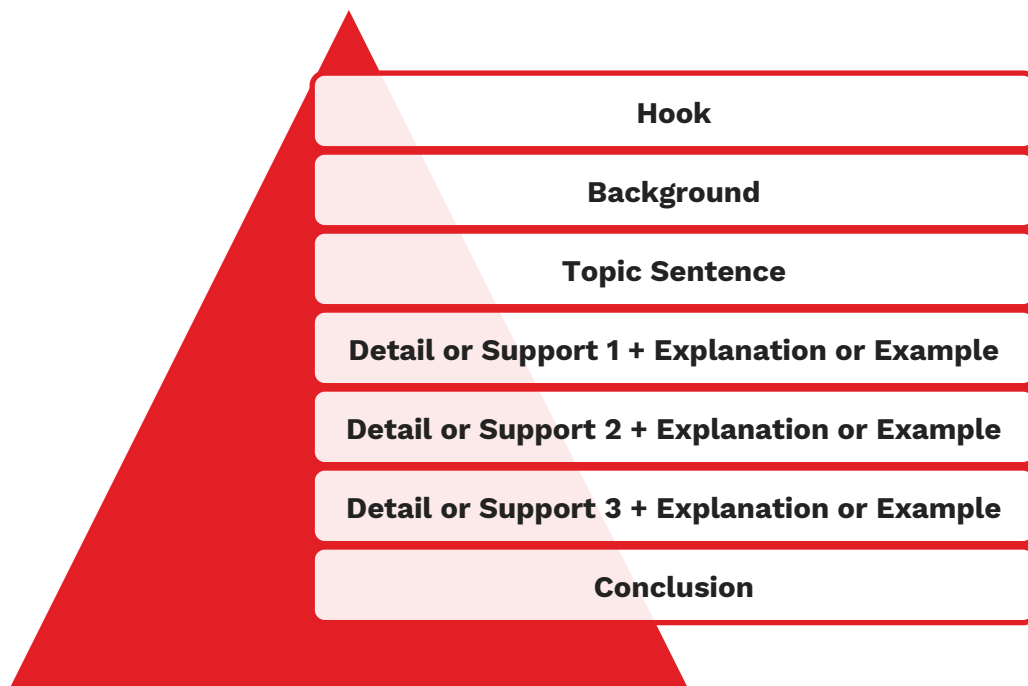 Hook
Background
Topic Sentence
Detail or Support 1 + Explanation or Example
Detail or Support 2 + Explanation or Example
Detail or Support 3 + Explanation or Example
Conclusion